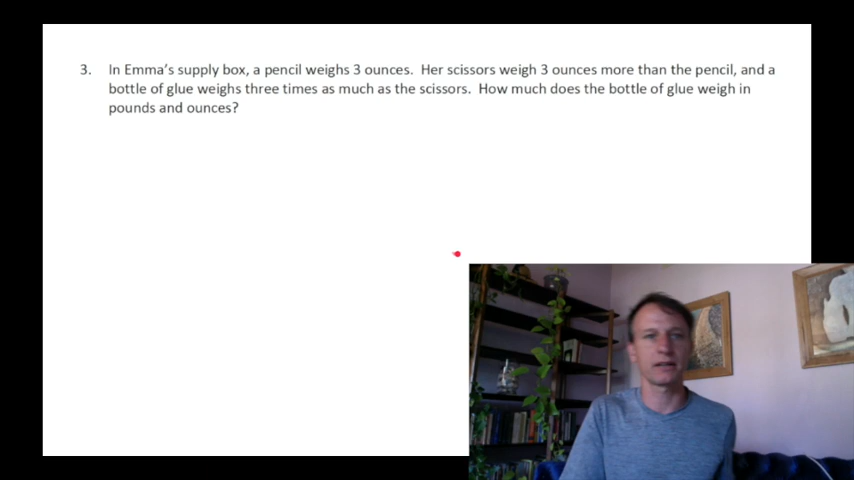 3. In Emma's supply box, a pencil weighs 3 ounces. Her scissors weigh 3 ounces more than the pencil, and a
bottle of glue weighs three times as much as the scissors. How much does the bottle of glue weigh in
pounds and ounces?